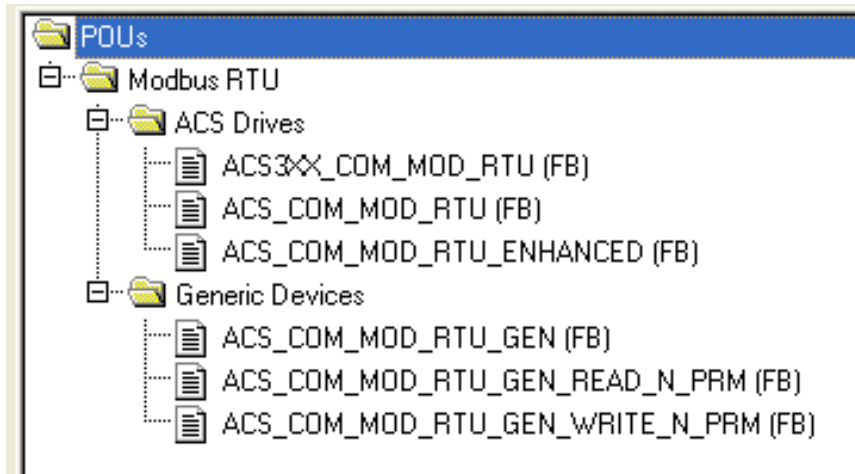 POUs
Modbus RTU
ACS Drives
ACS3XX_COM_MOD_RTU (FB)
ACS_COM_MOD_RTU (FB)
ACS_COM_MOD_RTU_ENHANCED (FB)
Generic Devices
ACS_COM_MOD_RTU_GEN (FB)
ACS_COM_MOD_RTU_GEN_READ_N_PRM (FB)
ACS_COM_MOD_RTU_GEN_WRITE_N_PRM (FB)